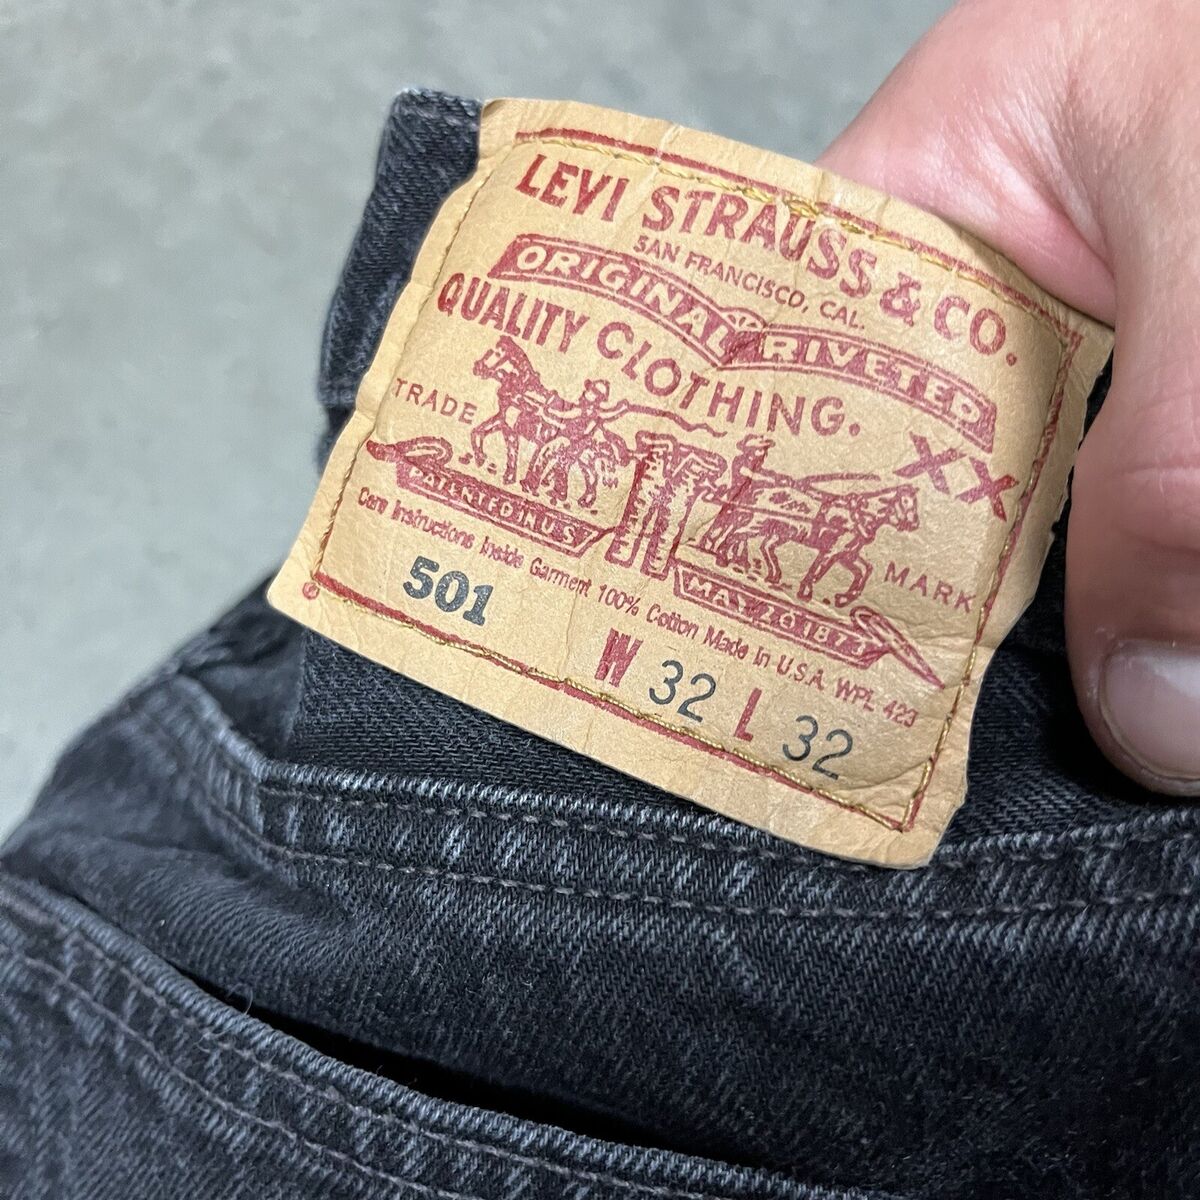 LEVI STRAUSS & CO.
SAN FRANCISCO, CAL.
ORIGINAL RIVETED
QUALITY CLOTHING.
TRADE MARK
XX
PATENTED IN U.S.
MAY 20 1873
Care Instructions Inside Garment 100% Cotton Made in U.S.A. WPL 423
501
W 32 L 32
®